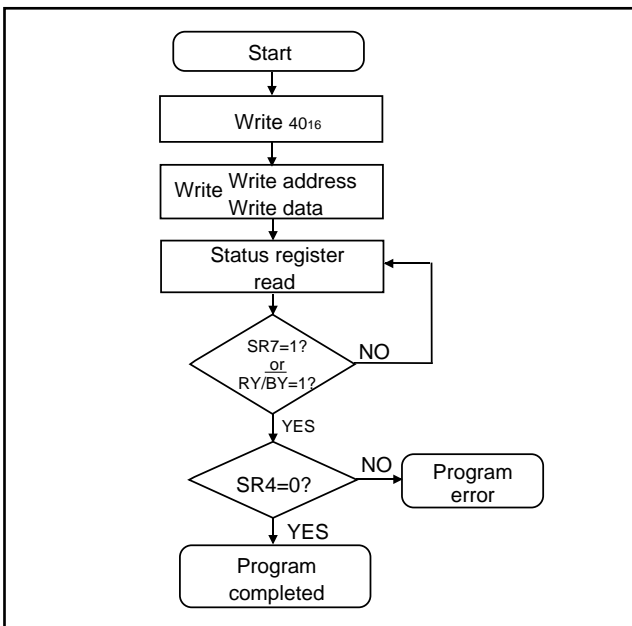 Start
Write 40₁₆
Write Write address
Write data
Status register
read
SR7=1?
or
RY/B̅Y̅=1?
NO
YES
SR4=0?
NO
Program
error
YES
Program
completed